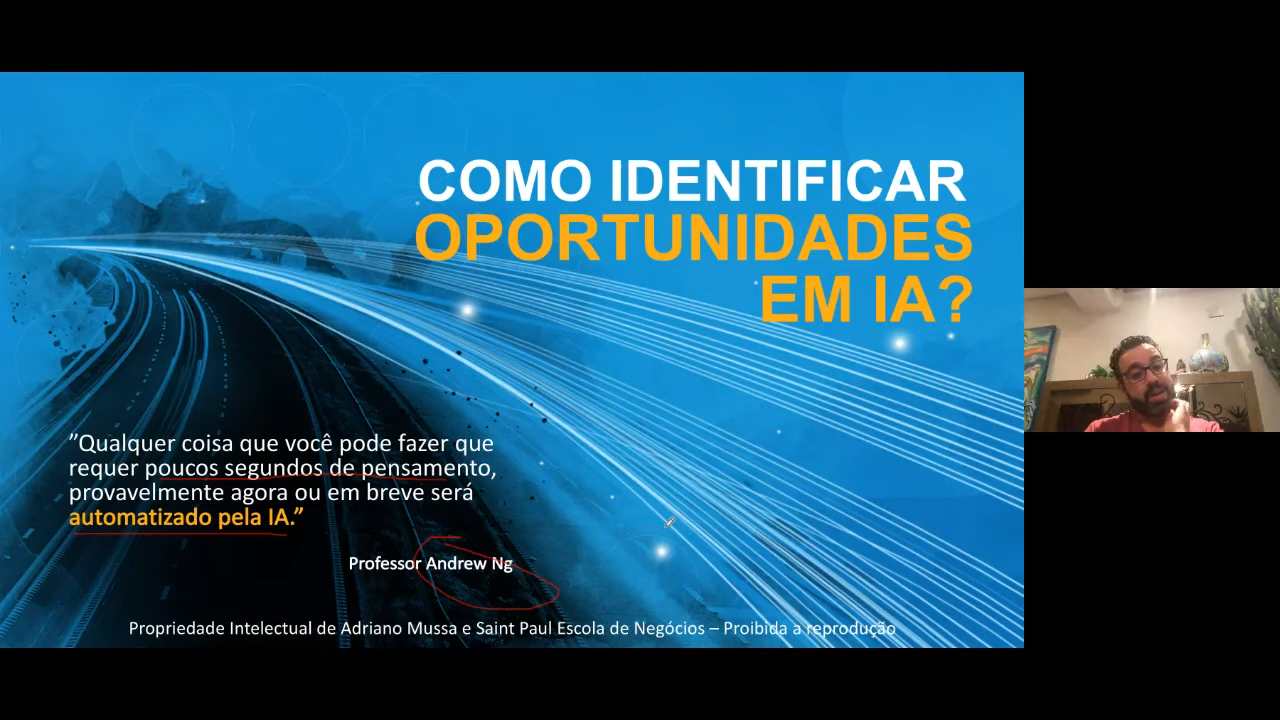 COMO IDENTIFICAR
OPORTUNIDADES
EM IA?
”Qualquer coisa que você pode fazer que
requer poucos segundos de pensamento,
provavelmente agora ou em breve será
automatizado pela IA.”
Professor Andrew Ng
Propriedade Intelectual de Adriano Mussa e Saint Paul Escola de Negócios – Proibida a reprodução